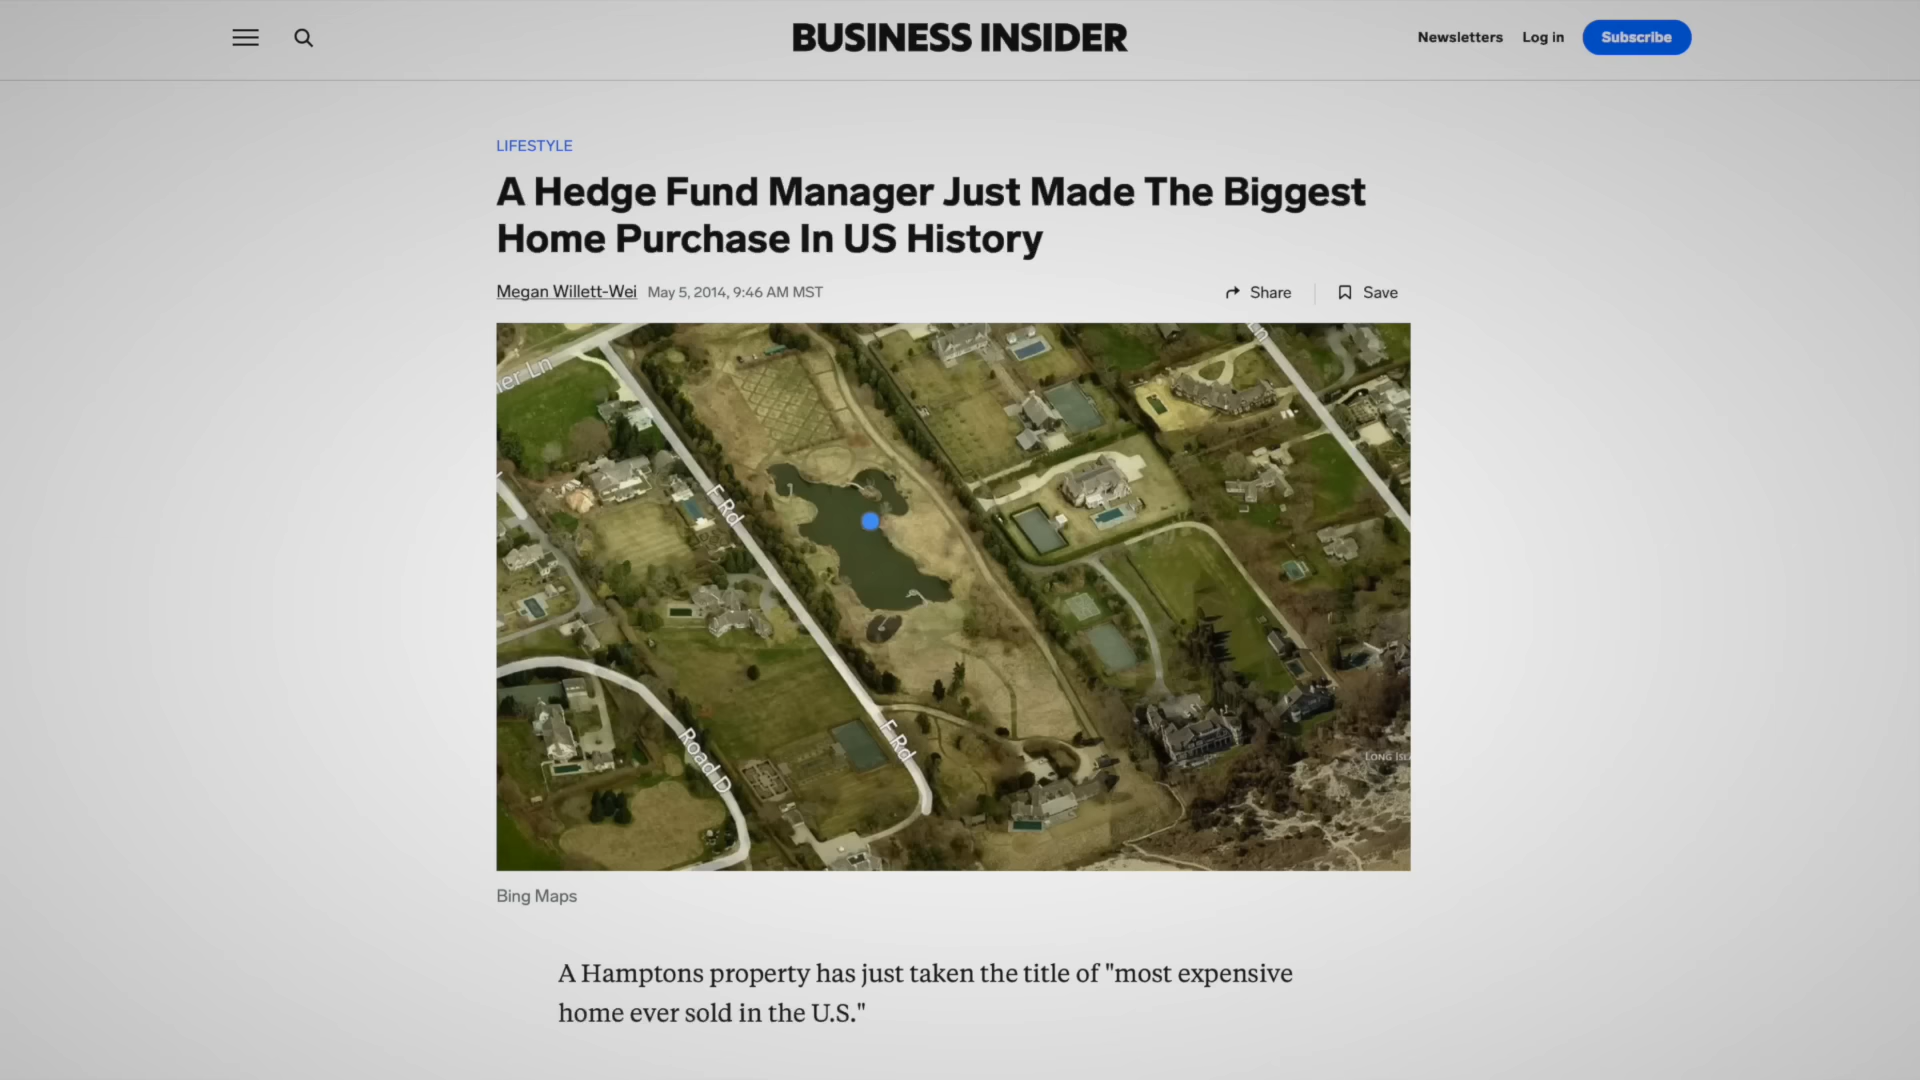 BUSINESS INSIDER
Newsletters Log in Subscribe
LIFESTYLE
A Hedge Fund Manager Just Made The Biggest
Home Purchase In US History
Megan Willett-Wei May 5, 2014, 9:46 AM MST
Share Save
Ln
F Rd
F Rd
Road D
Bing Maps
A Hamptons property has just taken the title of "most expensive
home ever sold in the U.S."